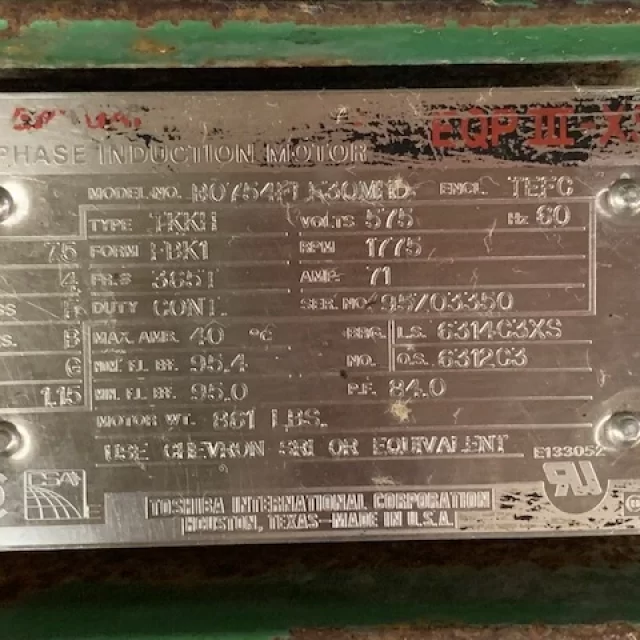 EQP III -X
PHASE INDUCTION MOTOR
MODEL NO. ENCL. TEFC
TYPE TKKH VOLTS 575 Hz 60
75 FORM FBK1 RPM 1775
4 FR.S 365T AMP. 71
SS F DUTY CONT. SER. NO. 95703350
S. B MAX. AMB. 40 °C BRG. L.S. 6314C3XS
G NOM. FL. EFF. 95.4 NO. O.S. 6312C3
1.15 MIN. FL. EFF. 95.0 P.F. 84.0
MOTOR WT. 861 LBS.
USE CHEVRON SRI OR EQUIVALENT
E133052
TOSHIBA INTERNATIONAL CORPORATION
HOUSTON, TEXAS-MADE IN U.S.A.